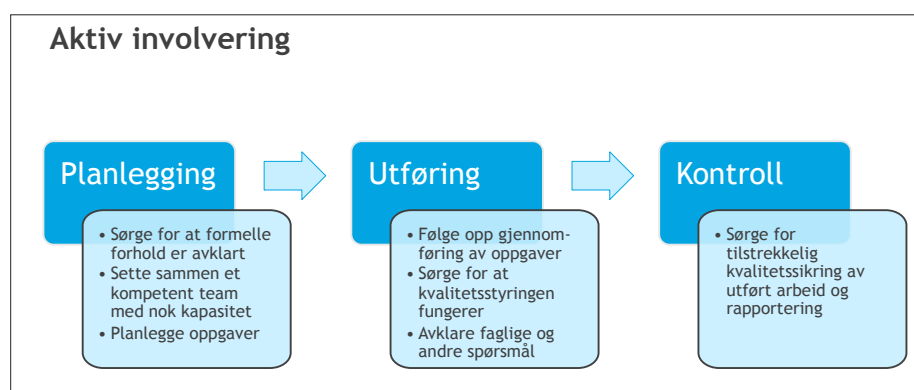 Aktiv involvering
Planlegging
• Sørge for at formelle
forhold er avklart
• Sette sammen et
kompetent team
med nok kapasitet
• Planlegge oppgaver
Utføring
• Følge opp gjennom-
føring av oppgaver
• Sørge for at
kvalitetsstyringen
fungerer
• Avklare faglige og
andre spørsmål
Kontroll
• Sørge for
tilstrekkelig
kvalitetssikring av
utført arbeid og
rapportering